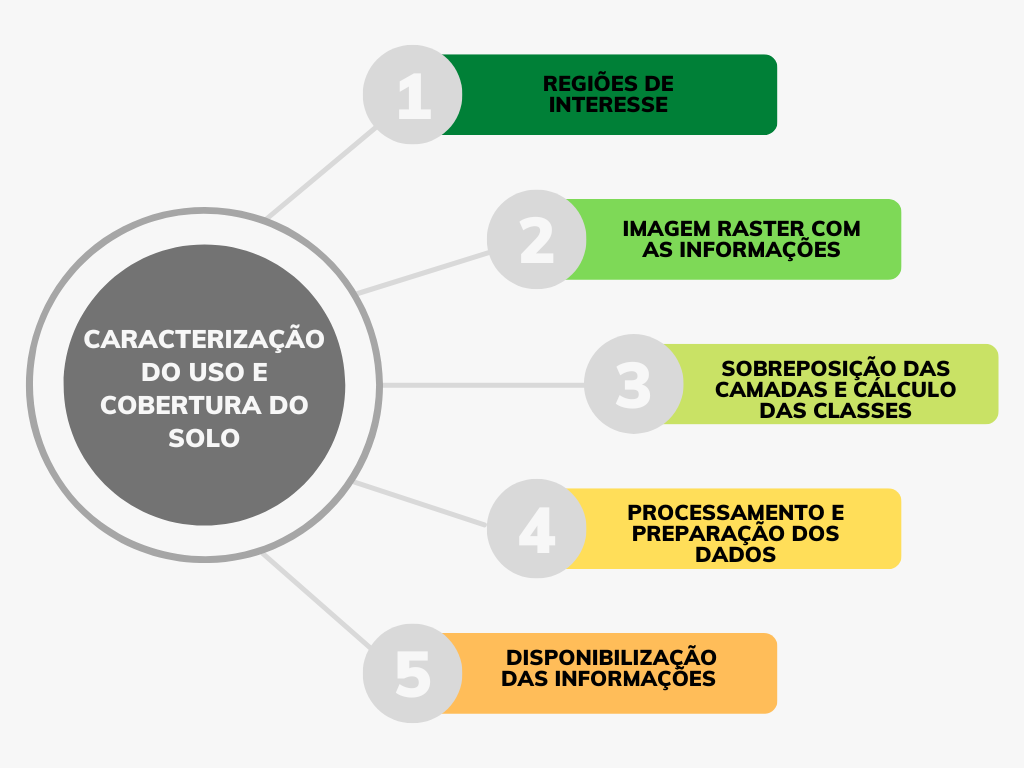 CARACTERIZAÇÃO
DO USO E
COBERTURA DO
SOLO
1
REGIÕES DE
INTERESSE
2
IMAGEM RASTER COM
AS INFORMAÇÕES
3
SOBREPOSIÇÃO DAS
CAMADAS E CÁLCULO
DAS CLASSES
4
PROCESSAMENTO E
PREPARAÇÃO DOS
DADOS
5
DISPONIBILIZAÇÃO
DAS INFORMAÇÕES